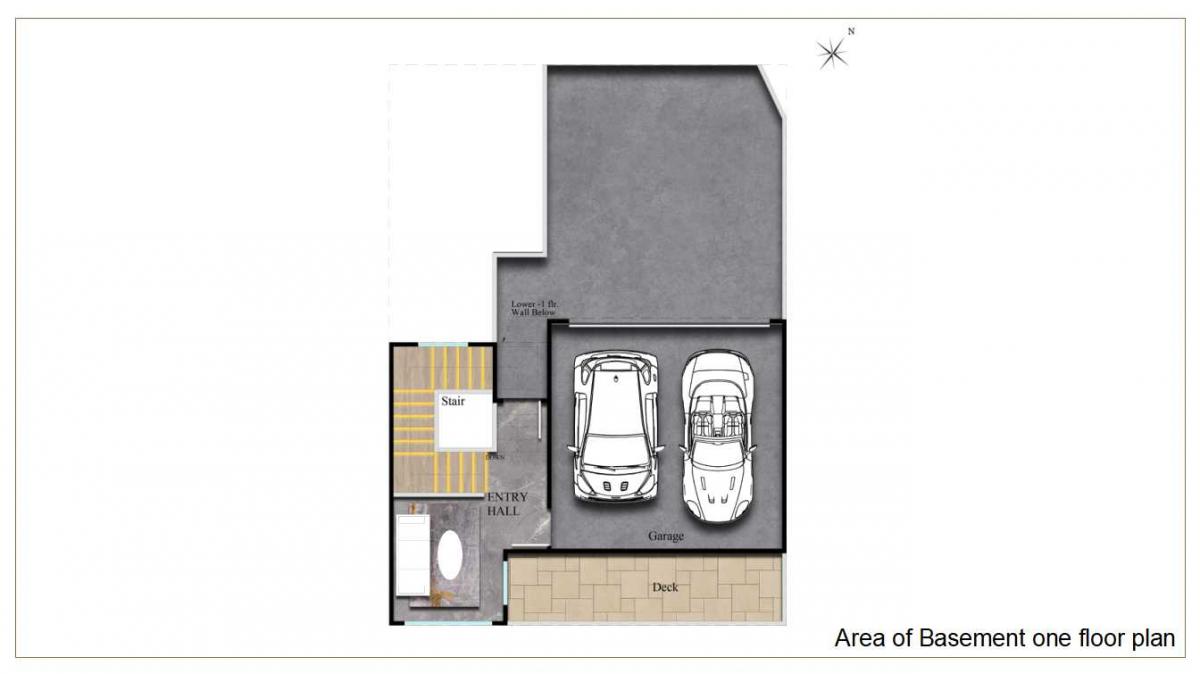 N
Lower -1 flr.
Wall Below
Stair
DOWN
ENTRY
HALL
Garage
Deck
Area of Basement one floor plan